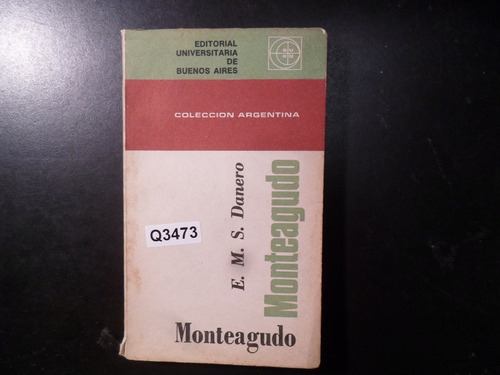 EDITORIAL
UNIVERSITARIA
DE
BUENOS AIRES
COLECCION ARGENTINA
Q3473
E. M. S. Danero
Monteagudo
Monteagudo